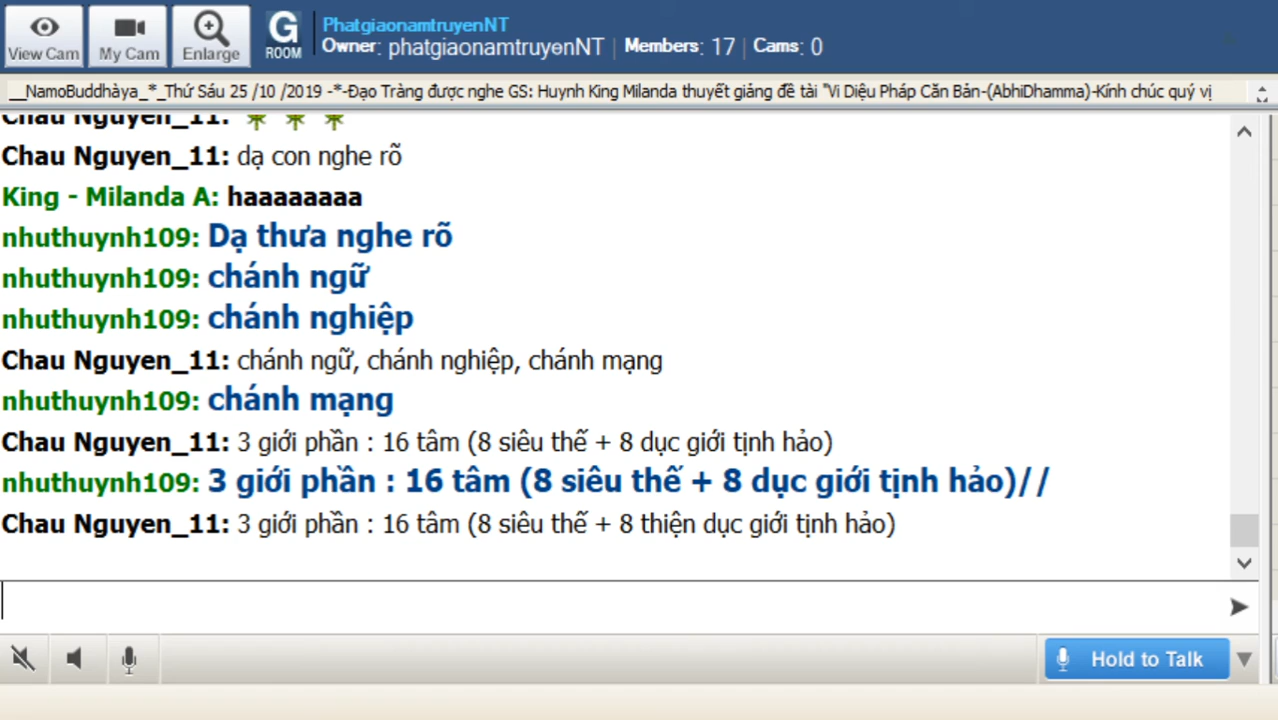 View Cam
My Cam
Enlarge
G
ROOM
PhatgiaonamtruyenNT
Owner: phatgiaonamtruyenNT | Members: 17 | Cams: 0
__NamoBuddhàya_*_Thứ Sáu 25 /10 /2019 -*-Đạo Tràng được nghe GS: Huynh King Milanda thuyết giảng đề tài "Vi Diệu Pháp Căn Bản-(AbhiDhamma)-Kính chúc quý vị
Chau Nguyen_11:
Chau Nguyen_11: dạ con nghe rõ
King - Milanda A: haaaaaaaaa
nhuthuynh109: Dạ thưa nghe rõ
nhuthuynh109: chánh ngữ
nhuthuynh109: chánh nghiệp
Chau Nguyen_11: chánh ngữ, chánh nghiệp, chánh mạng
nhuthuynh109: chánh mạng
Chau Nguyen_11: 3 giới phần : 16 tâm (8 siêu thế + 8 dục giới tịnh hảo)
nhuthuynh109: 3 giới phần : 16 tâm (8 siêu thế + 8 dục giới tịnh hảo)//
Chau Nguyen_11: 3 giới phần : 16 tâm (8 siêu thế + 8 thiện dục giới tịnh hảo)
Hold to Talk